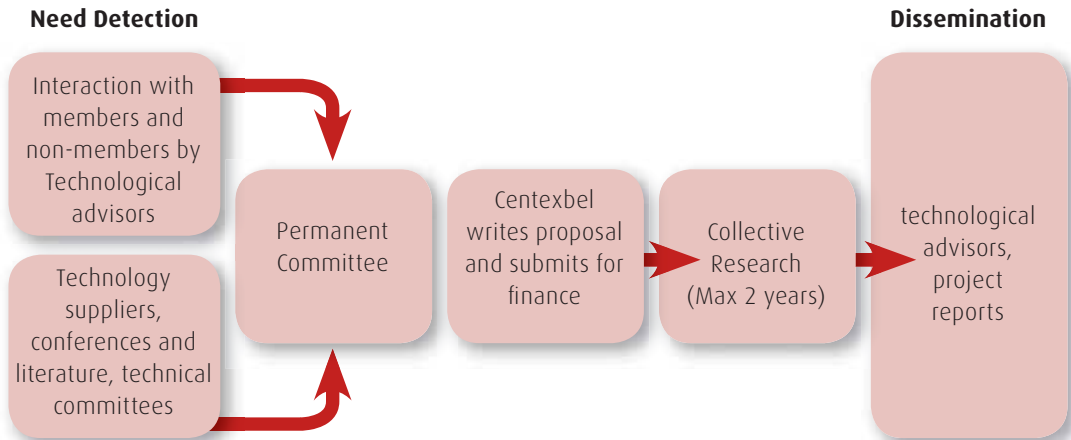 Need Detection
Interaction with
members and
non-members by
Technological
advisors
Technology
suppliers,
conferences and
literature, technical
committees
Permanent
Committee
Centexbel
writes proposal
and submits for
finance
Collective
Research
(Max 2 years)
Dissemination
technological
advisors,
project
reports